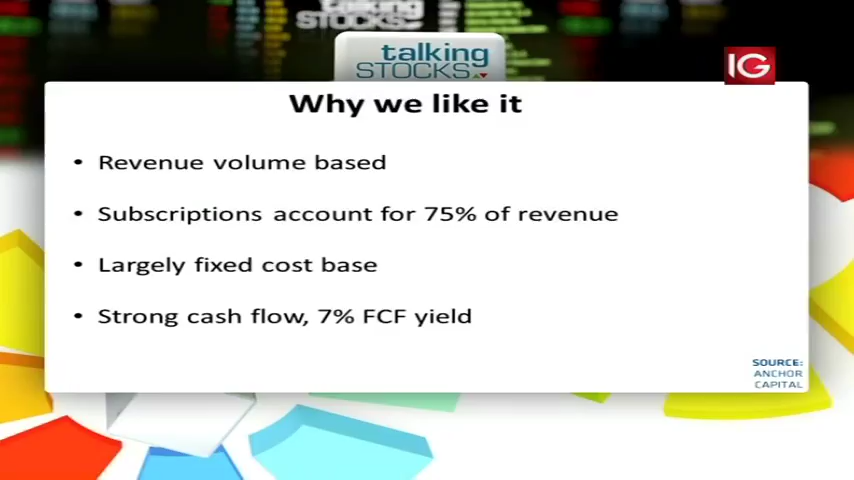 STOCKS
talking
STOCKS
IG
Why we like it
• Revenue volume based
• Subscriptions account for 75% of revenue
• Largely fixed cost base
• Strong cash flow, 7% FCF yield
SOURCE:
ANCHOR
CAPITAL